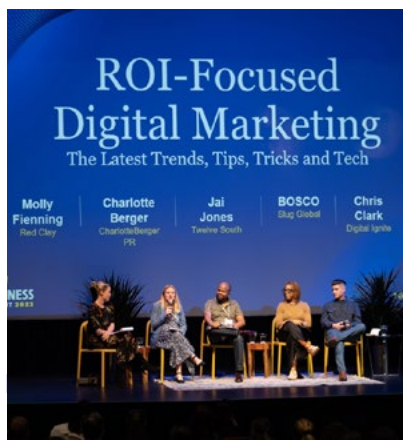 ROI-Focused
Digital Marketing
The Latest Trends, Tips, Tricks and Tech
Molly
Fienning
Red Clay
Charlotte
Berger
CharlotteBerger
PR
Jai
Jones
Twelve South
BOSCO
Slug Global
Chris
Clark
Digital Ignite
NESS
2023